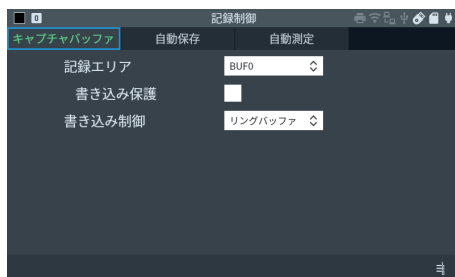 0 記録制御
キャプチャバッファ 自動保存 自動測定
記録エリア BUF0
書き込み保護
書き込み制御 リングバッファ